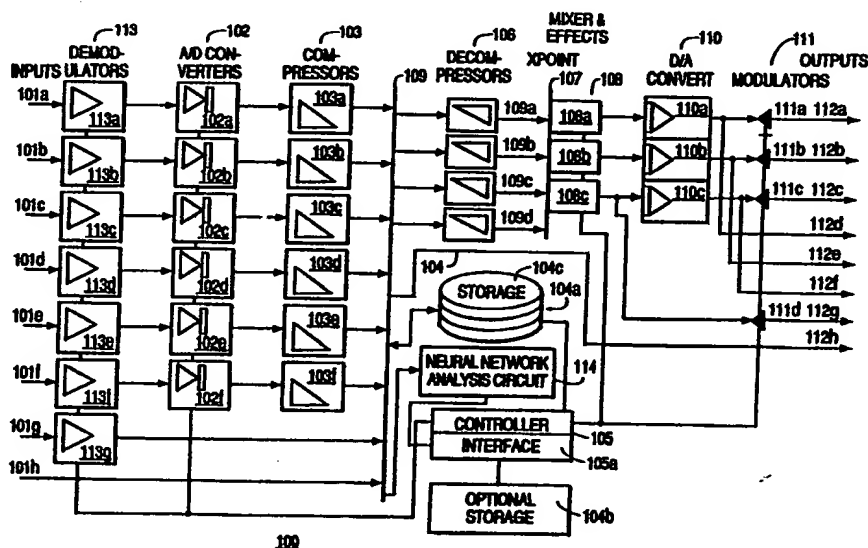 113
DEMOD-
ULATORS
INPUTS
102
A/D CON-
VERTERS
103
COM-
PRESSORS
106
DECOM-
PRESSORS
109
MIXER &
EFFECTS
XPOINT
107
108
110
D/A
CONVERT
111
MODULATORS
OUTPUTS
101a
113a
102a
103a
109a
108a
110a
111a 112a
101b
113b
102b
103b
109b
108b
110b
111b 112b
101c
113c
102c
103c
109c
108c
110c
111c 112c
109d
112d
101d
113d
102d
103d
104
104c
STORAGE
104a
112e
112f
111d 112g
101e
113e
102e
103e
112h
NEURAL NETWORK
ANALYSIS CIRCUIT
114
101f
113f
102f
103f
CONTROLLER
105
INTERFACE
105a
101g
113g
101h
OPTIONAL
STORAGE
104b
100